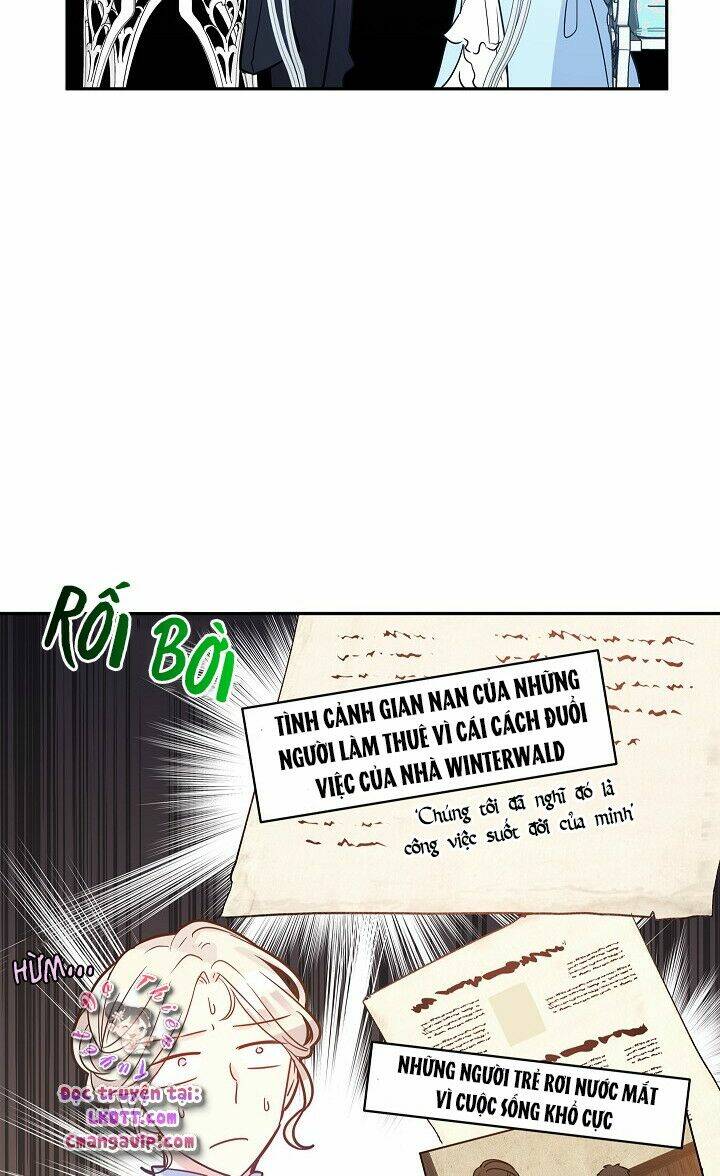 RỐI BỜI
TÌNH CẢNH GIAN NAN CỦA NHỮNG
NGƯỜI LÀM THUÊ VÌ CÁI CÁCH ĐUỔI
VIỆC CỦA NHÀ WINTERWALD
'Chúng tôi đã nghĩ đó là
công việc suốt đời của mình'
HỪM...
NHỮNG NGƯỜI TRẺ RƠI NƯỚC MẮT
VÌ CUỘC SỐNG KHỔ CỰC
Đọc truyện tại:
LKDTT.com
Cmangavip.com